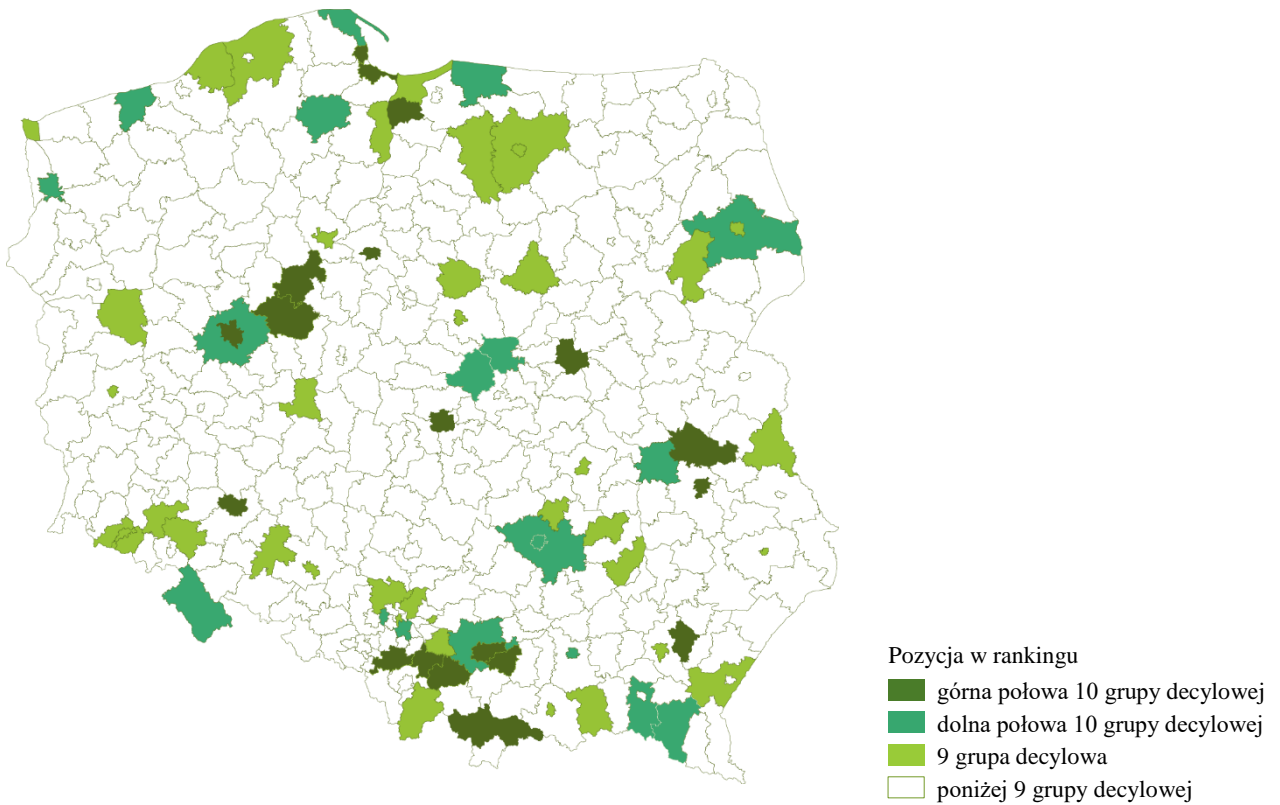 Pozycja w rankingu
górna połowa 10 grupy decylowej
dolna połowa 10 grupy decylowej
9 grupa decylowa
poniżej 9 grupy decylowej